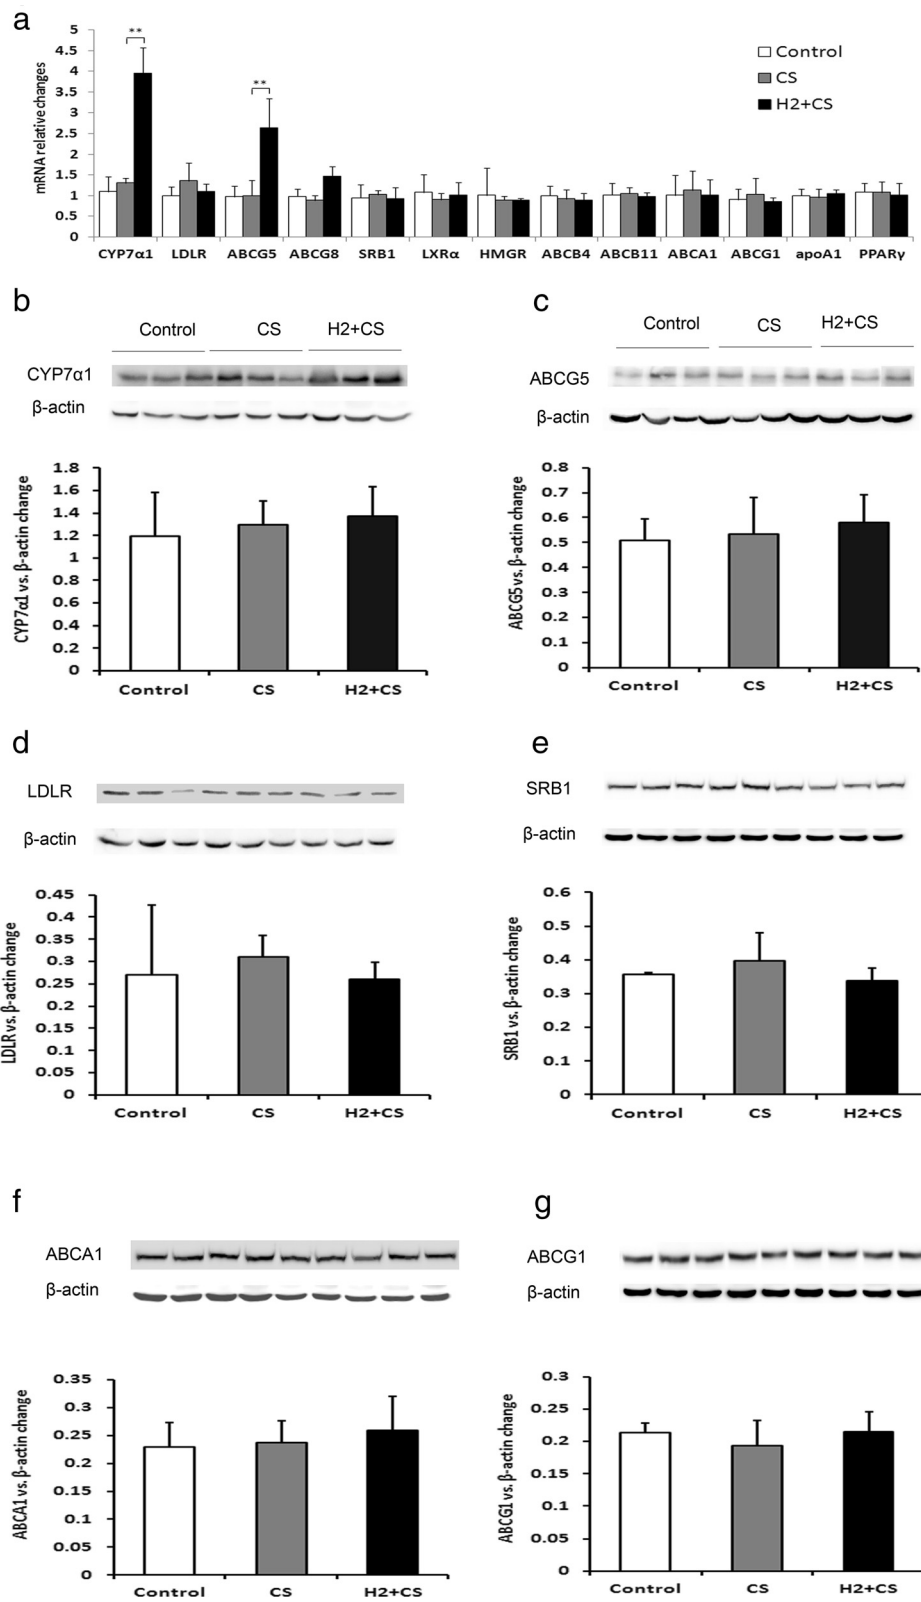 a
mRNA relative changes
5
4.5
4
3.5
3
2.5
2
1.5
1
0.5
0
**
**
Control
CS
H2+CS
CYP7α1 LDLR ABCG5 ABCG8 SRB1 LXRα HMGR ABCB4 ABCB11 ABCA1 ABCG1 apoA1 PPARγ
b
Control CS H2+CS
CYP7α1
β-actin
CYP7α1 vs. β-actin change
1.8
1.6
1.4
1.2
1
0.8
0.6
0.4
0.2
0
Control CS H2+CS
c
Control CS H2+CS
ABCG5
β-actin
ABCG5 vs. β-actin change
0.8
0.7
0.6
0.5
0.4
0.3
0.2
0.1
0
Control CS H2+CS
d
LDLR
β-actin
LDLR vs. β-actin change
0.45
0.4
0.35
0.3
0.25
0.2
0.15
0.1
0.05
0
Control CS H2+CS
e
SRB1
β-actin
SRB1 vs. β-actin change
0.6
0.5
0.4
0.3
0.2
0.1
0
Control CS H2+CS
f
ABCA1
β-actin
ABCA1 vs. β-actin change
0.35
0.3
0.25
0.2
0.15
0.1
0.05
0
Control CS H2+CS
g
ABCG1
β-actin
ABCG1 vs. β-actin change
0.3
0.25
0.2
0.15
0.1
0.05
0
Control CS H2+CS